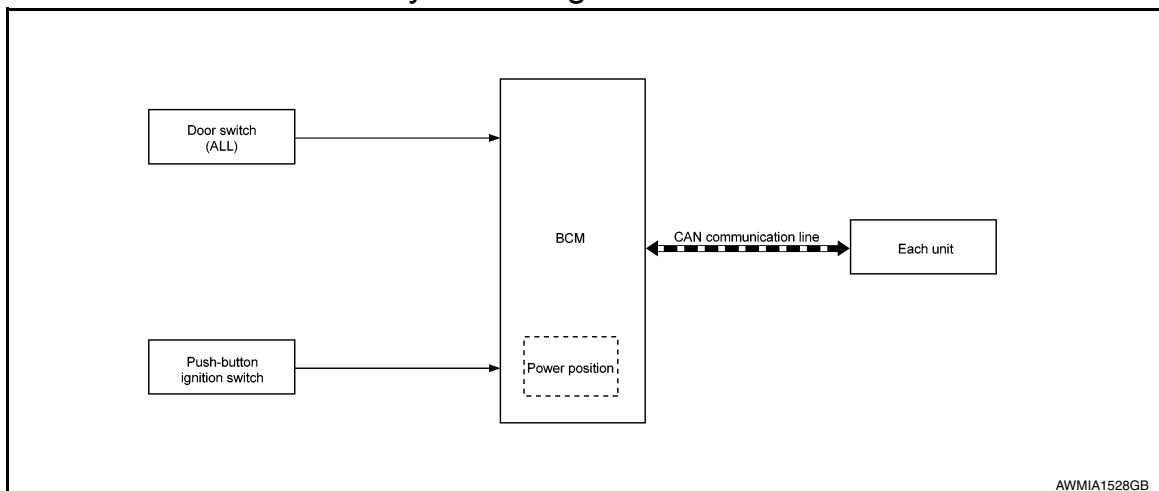 Door switch
(ALL)
BCM
CAN communication line
Each unit
Push-button
ignition switch
Power position
AWMIA1528GB